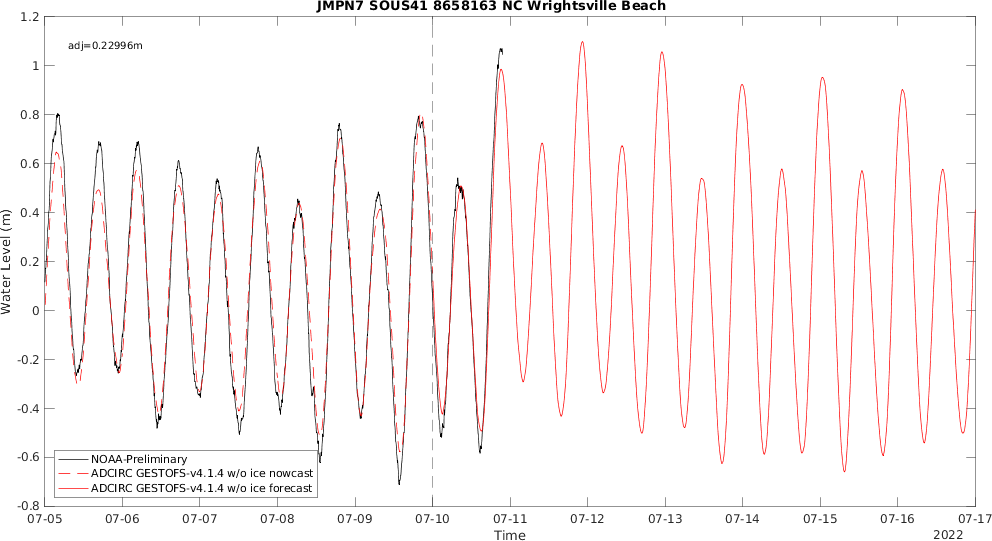 JMPN7 SOUS41 8658163 NC Wrightsville Beach
adj=0.22996m
1.2
1
0.8
0.6
0.4
0.2
0
-0.2
-0.4
-0.6
-0.8
Water Level (m)
NOAA-Preliminary
ADCIRC GESTOFS-v4.1.4 w/o ice nowcast
ADCIRC GESTOFS-v4.1.4 w/o ice forecast
07-05 07-06 07-07 07-08 07-09 07-10 07-11 07-12 07-13 07-14 07-15 07-16 07-17
Time
2022